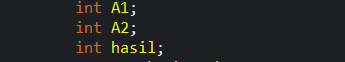 int A1;
int A2;
int hasil;